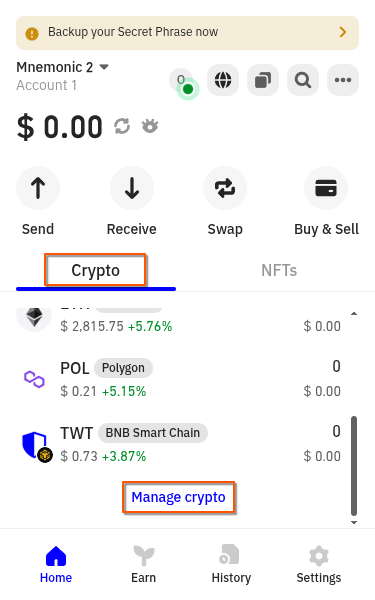 Backup your Secret Phrase now
Mnemonic 2
Account 1
0
$ 0.00
Send
Receive
Swap
Buy & Sell
Crypto
NFTs
$ 2,815.75 +5.76%
$ 0.00
POL Polygon
0
$ 0.21 +5.15%
$ 0.00
TWT BNB Smart Chain
0
$ 0.73 +3.87%
$ 0.00
Manage crypto
Home
Earn
History
Settings